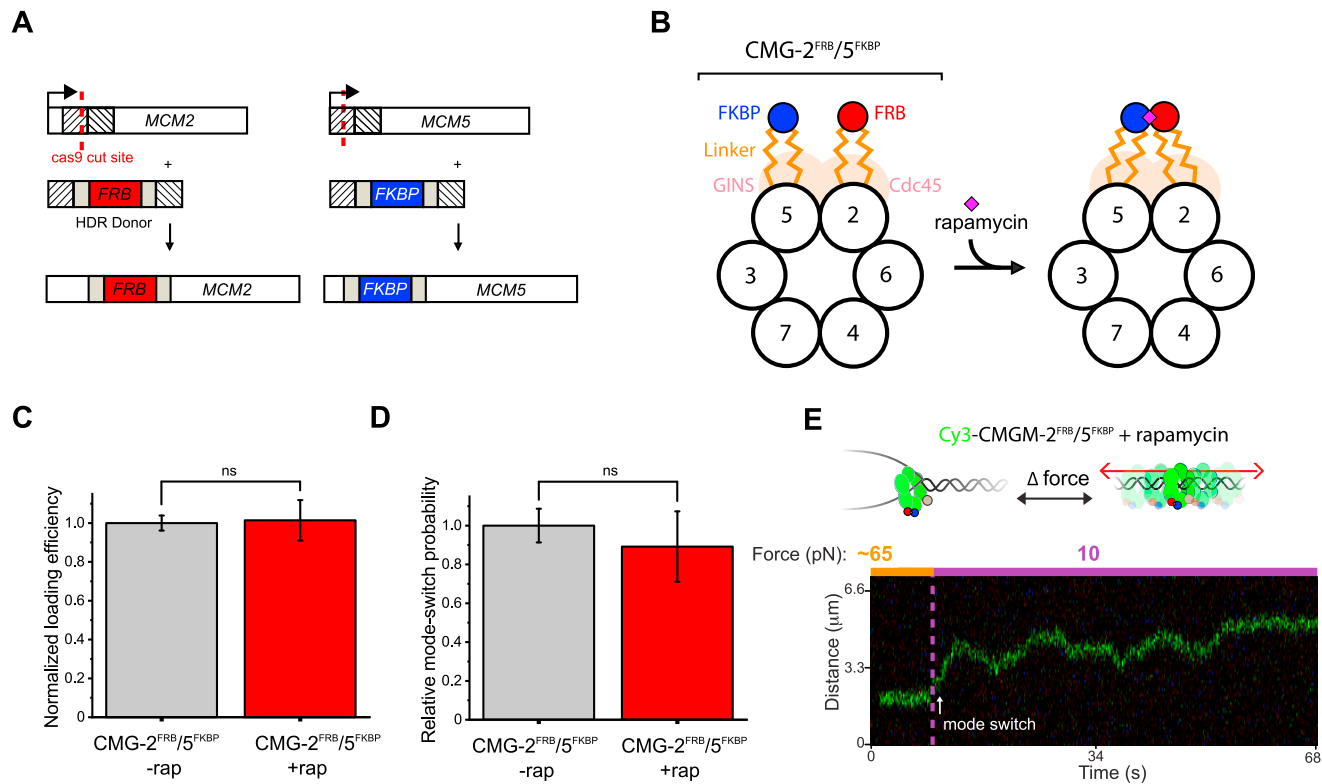 A
MCM2
cas9 cut site
+
FRB
HDR Donor
FRB MCM2
MCM5
+
FKBP
FKBP MCM5
B
CMG-2FRB/5FKBP
FKBP FRB
Linker
GINS Cdc45
5 2
3 6
7 4
rapamycin
5 2
3 6
7 4
C
ns
Normalized loading efficiency
1.0
0.8
0.6
0.4
0.2
0
CMG-2FRB/5FKBP
-rap
CMG-2FRB/5FKBP
+rap
D
ns
Relative mode-switch probability
1.0
0.8
0.6
0.4
0.2
0
CMG-2FRB/5FKBP
-rap
CMG-2FRB/5FKBP
+rap
E
Cy3-CMGM-2FRB/5FKBP + rapamycin
Δ force
Force (pN): ~65 10
Distance (μm)
6.6
3.3
0
mode switch
0 34 68
Time (s)